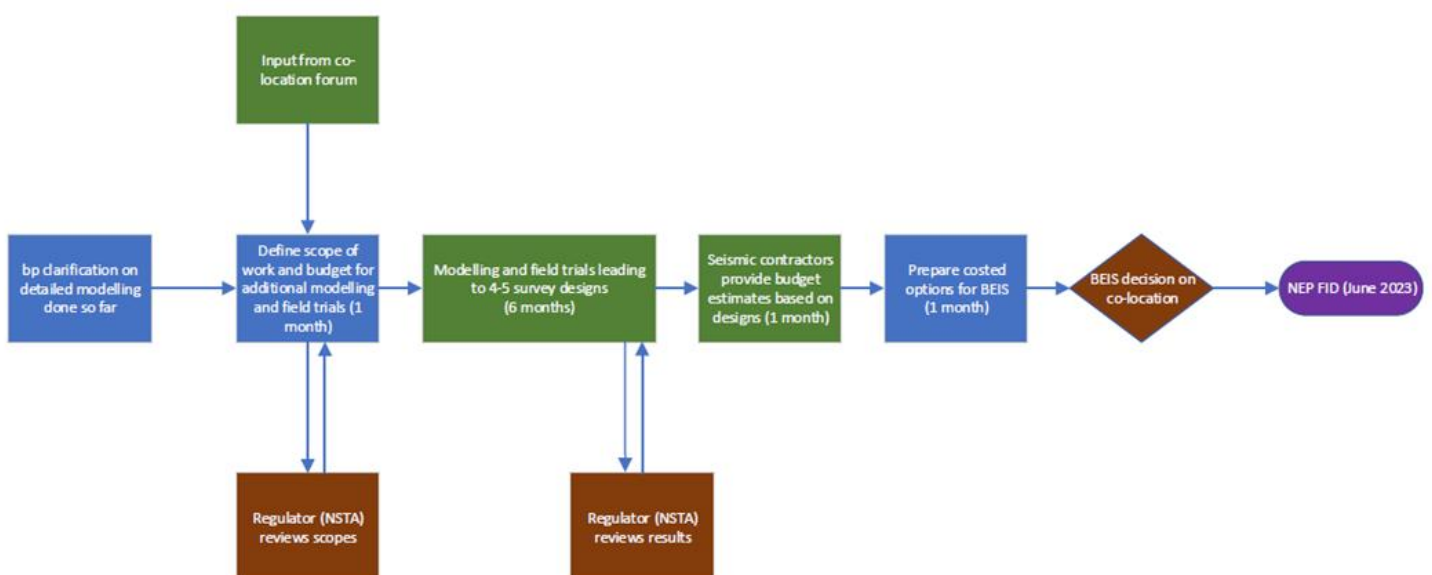 Input from co-
location forum
bp clarification on
detailed modelling
done so far
Define scope of
work and budget for
additional modelling
and field trials (1
month)
Modelling and field trials leading
to 4-5 survey designs
(6 months)
Seismic contractors
provide budget
estimates based on
designs (1 month)
Prepare costed
options for BEIS
(1 month)
BEIS decision on
co-location
NEP FID (June 2023)
Regulator (NSTA)
reviews scopes
Regulator (NSTA)
reviews results